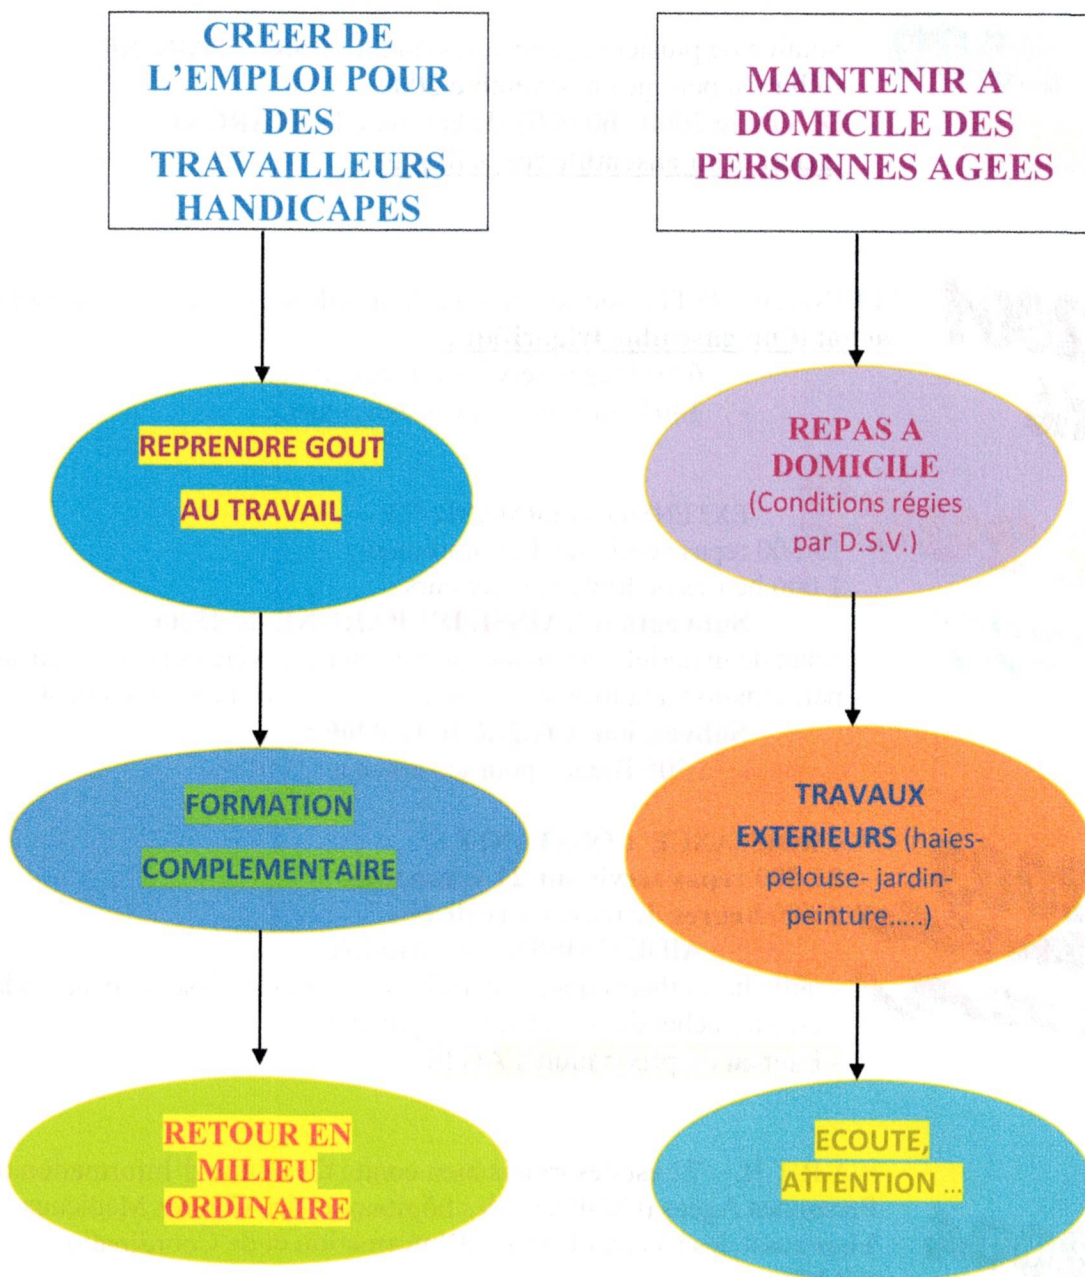 CREER DE
L'EMPLOI POUR
DES
TRAVAILLEURS
HANDICAPES
REPRENDRE GOUT
AU TRAVAIL
FORMATION
COMPLEMENTAIRE
RETOUR EN
MILIEU
ORDINAIRE
MAINTENIR A
DOMICILE DES
PERSONNES AGEES
REPAS A
DOMICILE
(Conditions régies
par D.S.V.)
TRAVAUX
EXTERIEURS (haies-
pelouse- jardin-
peinture.....)
ECOUTE,
ATTENTION ...